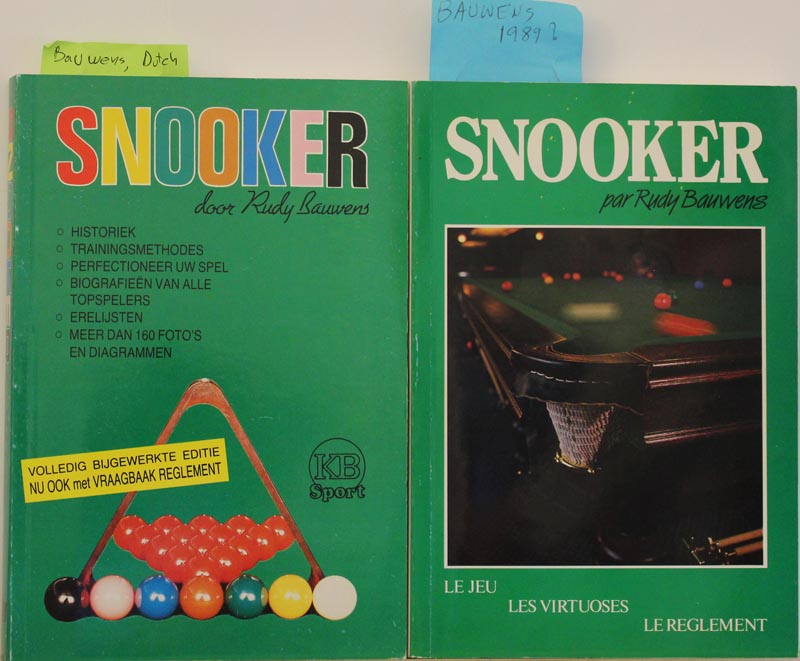 Bauwens, Dutch
SNOOKER
door Rudy Bauwens
HISTORIEK
TRAININGSMETHODES
PERFECTIONEER UW SPEL
BIOGRAFIEËN VAN ALLE
TOPSPELERS
ERELIJSTEN
MEER DAN 160 FOTO'S
EN DIAGRAMMEN
VOLLEDIG BIJGEWERKTE EDITIE
NU OOK met VRAAGBAAK REGLEMENT
KB
Sport
BAUWENS
1989?
SNOOKER
par Rudy Bauwens
LE JEU
LES VIRTUOSES
LE REGLEMENT